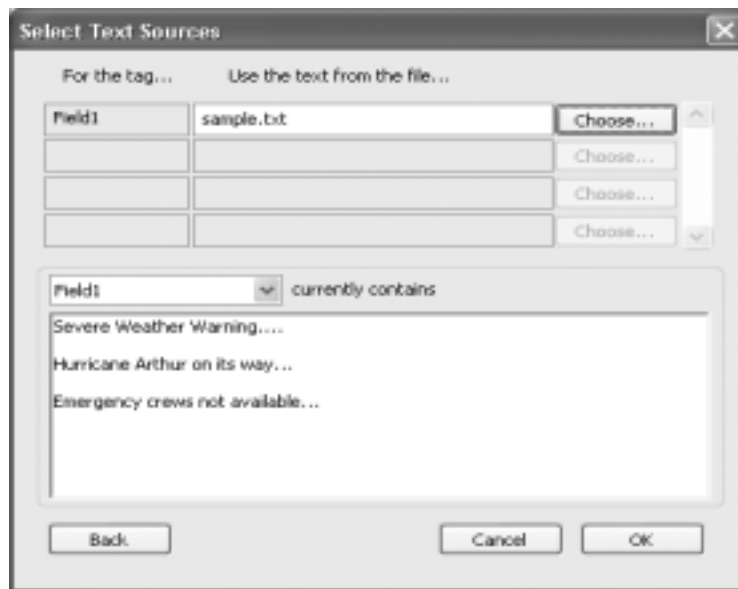 Select Text Sources
For the tag... Use the text from the file...
Field1 sample.txt Choose...
Choose...
Choose...
Choose...
Field1 currently contains
Severe Weather Warning....
Hurricane Arthur on its way...
Emergency crews not available...
Back Cancel OK